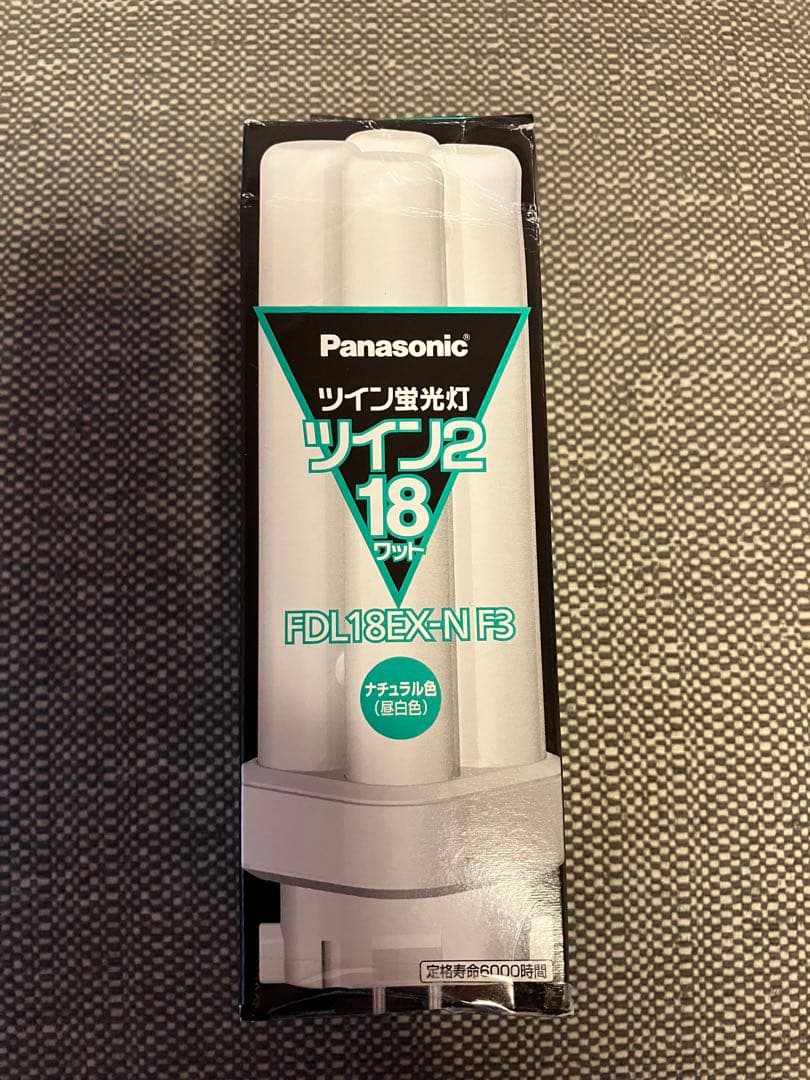 Panasonic®
ツイン蛍光灯
ツイン2
18
ワット
FDL18EX-N F3
ナチュラル色
(昼白色)
定格寿命6000時間